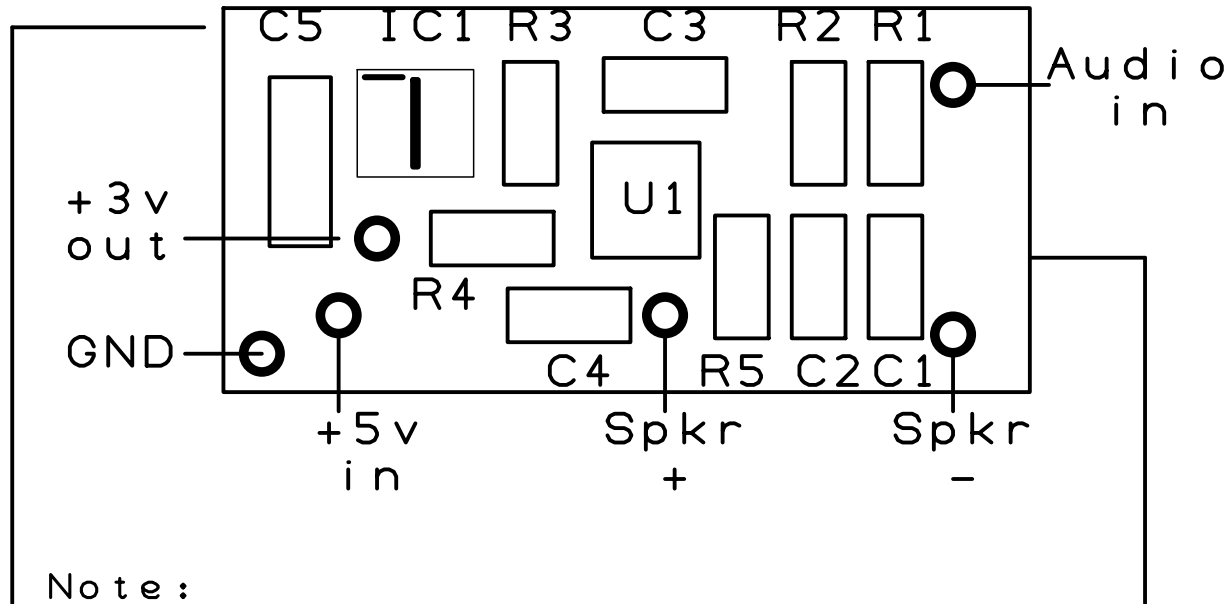 C5 IC1 R3 C3 R2 R1
Audio
in
+3v
out
U1
R4
GND
C4 R5 C2 C1
+5v
in
Spkr
+
Spkr
-
Note: